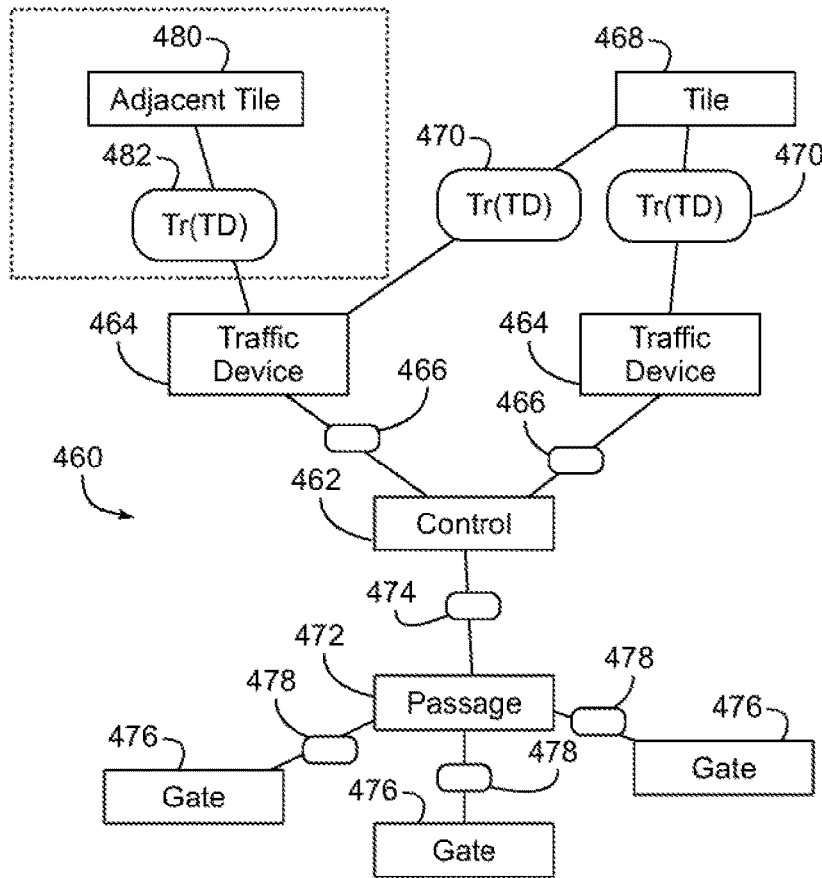 480
468
Adjacent Tile
Tile
482
470
470
Tr(TD)
Tr(TD)
Tr(TD)
464
Traffic
Device
464
Traffic
Device
466
466
460
462
Control
474
472
478
Passage
478
476
476
Gate
476
478
Gate
Gate